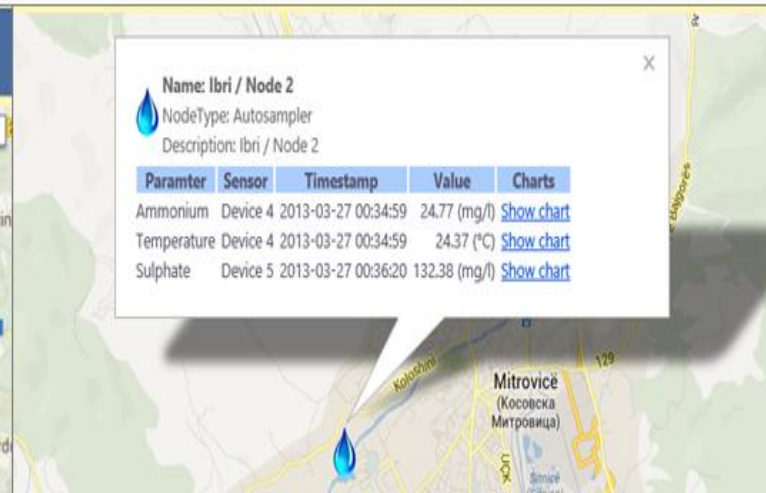 Name: Ibri / Node 2
NodeType: Autosampler
Description: Ibri / Node 2
Paramter Sensor Timestamp Value Charts
Ammonium Device 4 2013-03-27 00:34:59 24.77 (mg/l) Show chart
Temperature Device 4 2013-03-27 00:34:59 24.37 (°C) Show chart
Sulphate Device 5 2013-03-27 00:36:20 132.38 (mg/l) Show chart
Koloshini
129
Mitrovicë
(Косовска
Митровица)
UÇK
Sitnicë